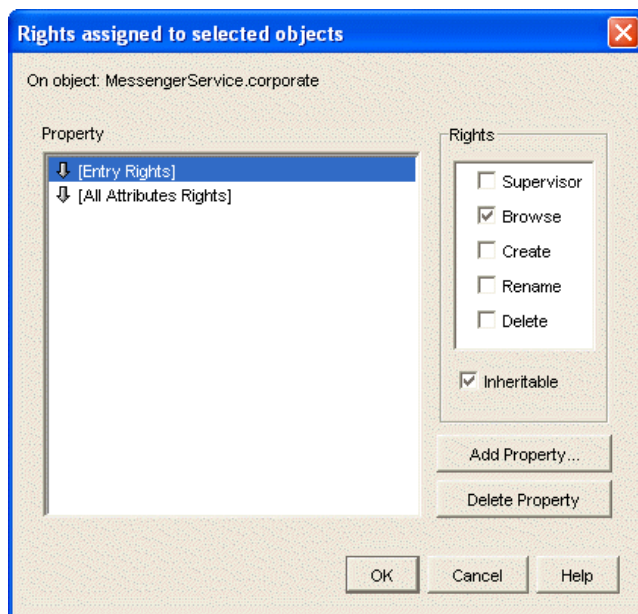 Rights assigned to selected objects
On object: MessengerService.corporate
Property
[Entry Rights]
[All Attributes Rights]
Rights
Supervisor
Browse
Create
Rename
Delete
Inheritable
Add Property...
Delete Property
OK
Cancel
Help